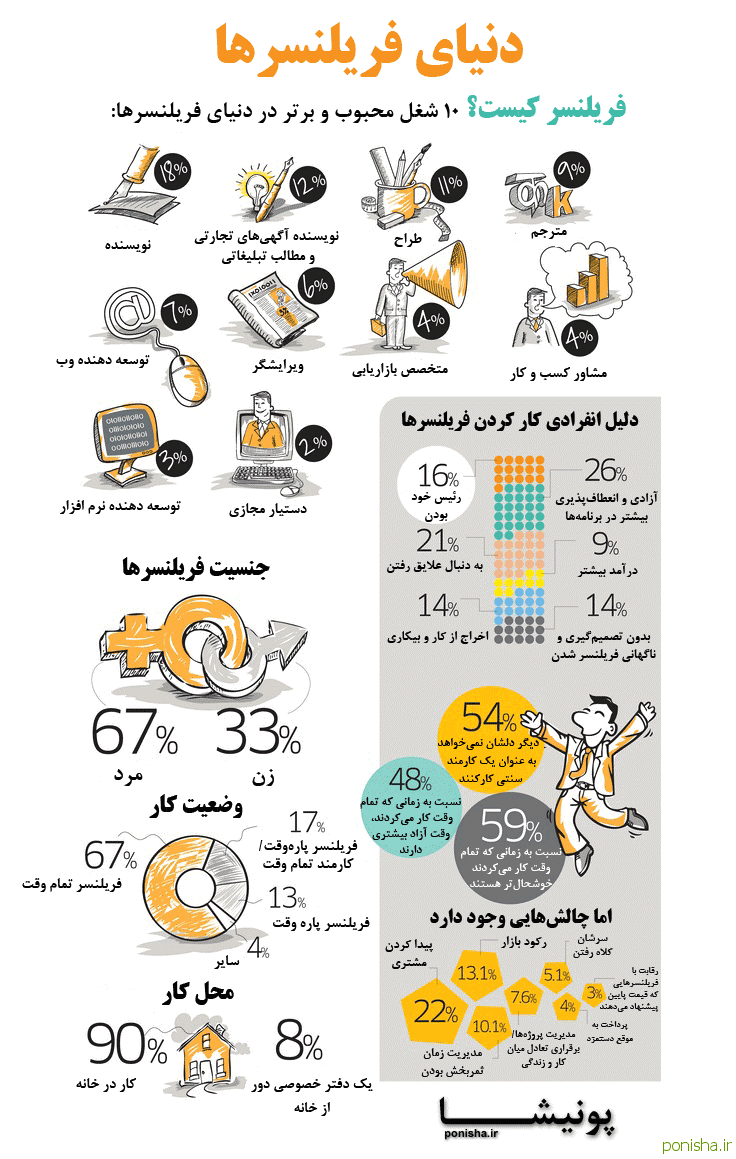 دنیای فریلنسرها
فریلنسر کیست؟ ۱۰ شغل محبوب و برتر در دنیای فریلنسرها:
9%
مترجم
11%
طراح
12%
نویسنده آگهی‌های تجارتی
و مطالب تبلیغاتی
18%
نویسنده
4%
مشاور کسب و کار
4%
متخصص بازاریابی
6%
ویرایشگر
7%
توسعه دهنده وب
2%
دستیار مجازی
3%
توسعه دهنده نرم افزار
دلیل انفرادی کار کردن فریلنسرها
26%
آزادی و انعطاف‌پذیری
بیشتر در برنامه‌ها
16%
رئیس خود
بودن
9%
درآمد بیشتر
21%
به دنبال علایق رفتن
14%
بدون تصمیم‌گیری و
ناگهانی فریلنسر شدن
14%
اخراج از کار و بیکاری
54%
دیگر دلشان نمی‌خواهد
به عنوان یک کارمند
سنتی کارکنند
48%
نسبت به زمانی که تمام
وقت کار می‌کردند،
وقت آزاد بیشتری
دارند
59%
نسبت به زمانی که تمام
وقت کار می‌کردند
خوشحال‌تر هستند
جنسیت فریلنسرها
33%
زن
67%
مرد
وضعیت کار
17%
فریلنسر پاره‌وقت/
کارمند تمام وقت
67%
فریلنسر تمام وقت
13%
فریلنسر پاره وقت
4%
سایر
محل کار
8%
یک دفتر خصوصی دور
از خانه
90%
کار در خانه
اما چالش‌هایی وجود دارد
پیدا کردن
مشتری
22%
رکود بازار
13.1%
مدیریت زمان
ثمربخش بودن
10.1%
مدیریت پروژه‌ها/
برقراری تعادل میان
کار و زندگی
7.6%
سرشان
کلاه رفتن
5.1%
پرداخت به
موقع دستمزد
4%
رقابت با
فریلنسرهایی
که قیمت پایین
پیشنهاد می‌دهند
3%
پونیشا
ponisha.ir
ponisha.ir